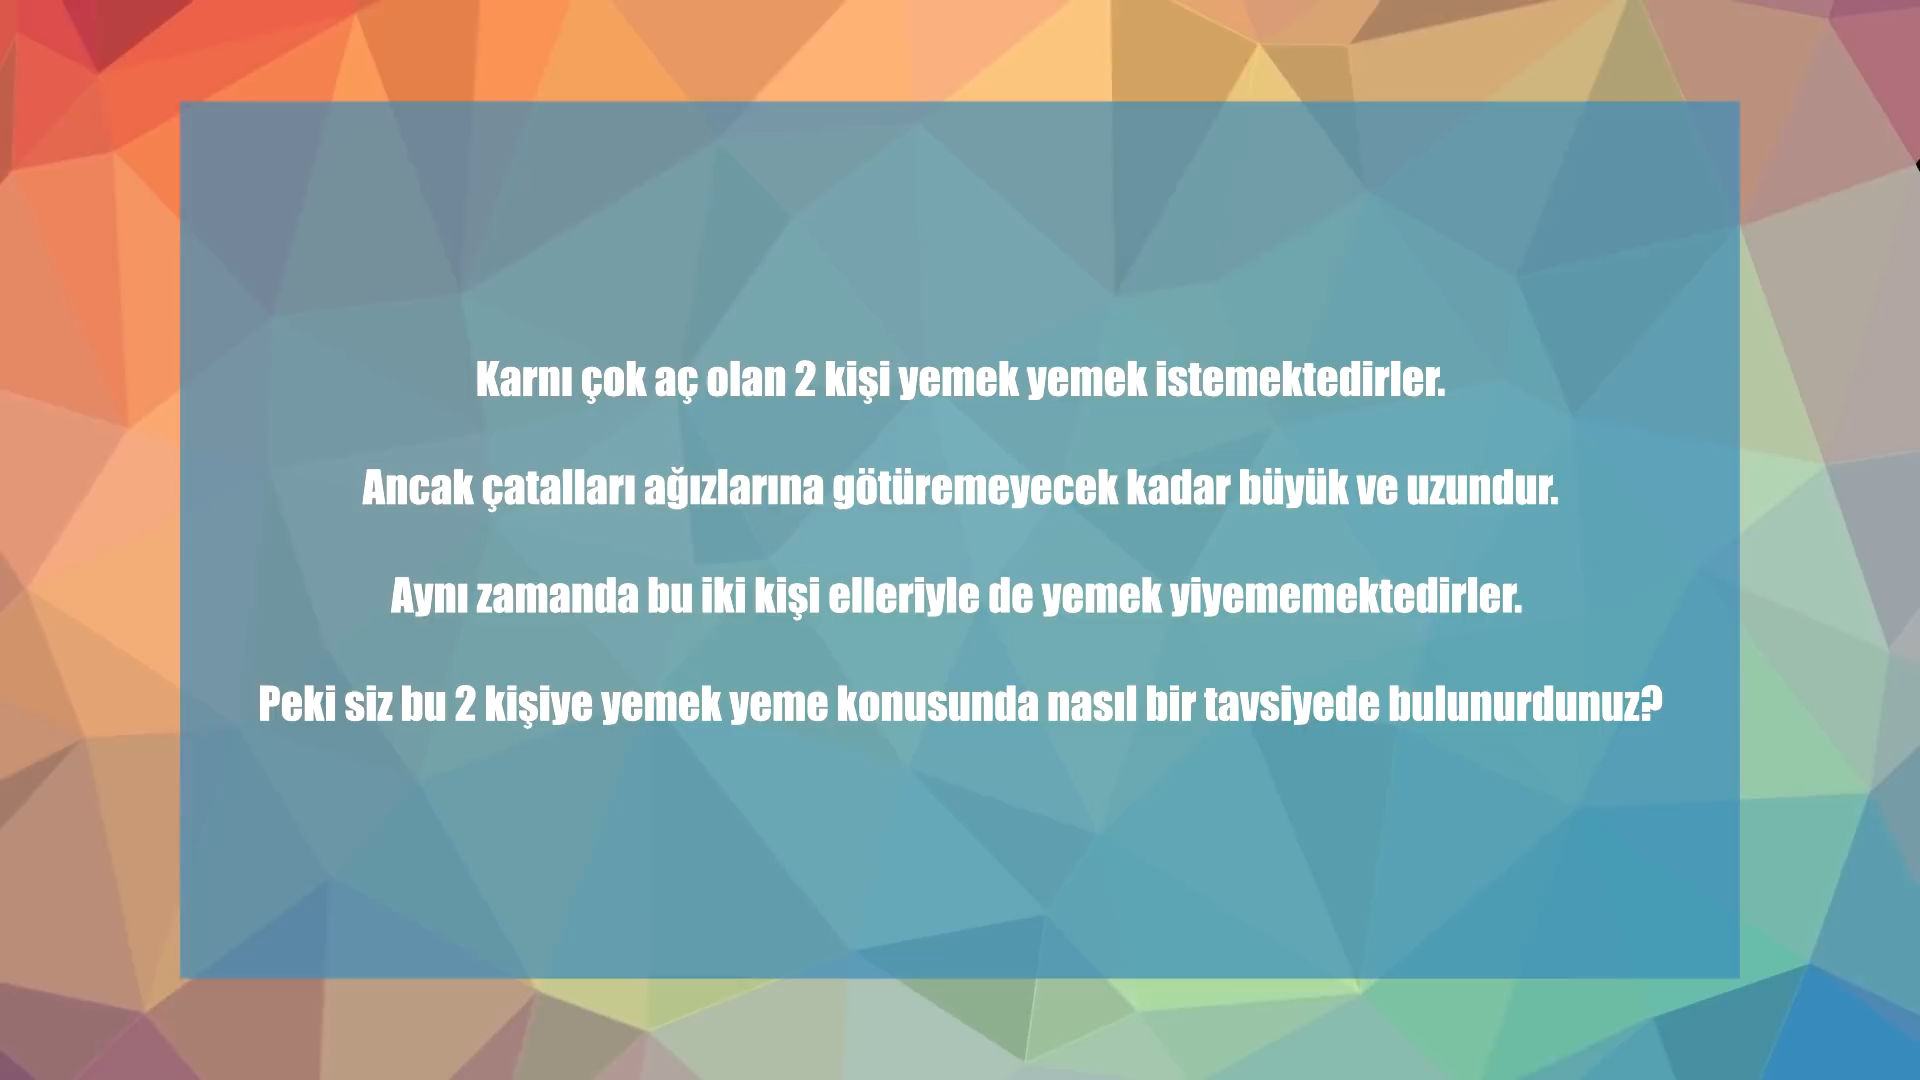 Karnı çok aç olan 2 kişi yemek yemek istemektedirler.
Ancak çatalları ağızlarına götüremeyecek kadar büyük ve uzundur.
Aynı zamanda bu iki kişi elleriyle de yemek yiyememektedirler.
Peki siz bu 2 kişiye yemek yeme konusunda nasıl bir tavsiyede bulunurdunuz?